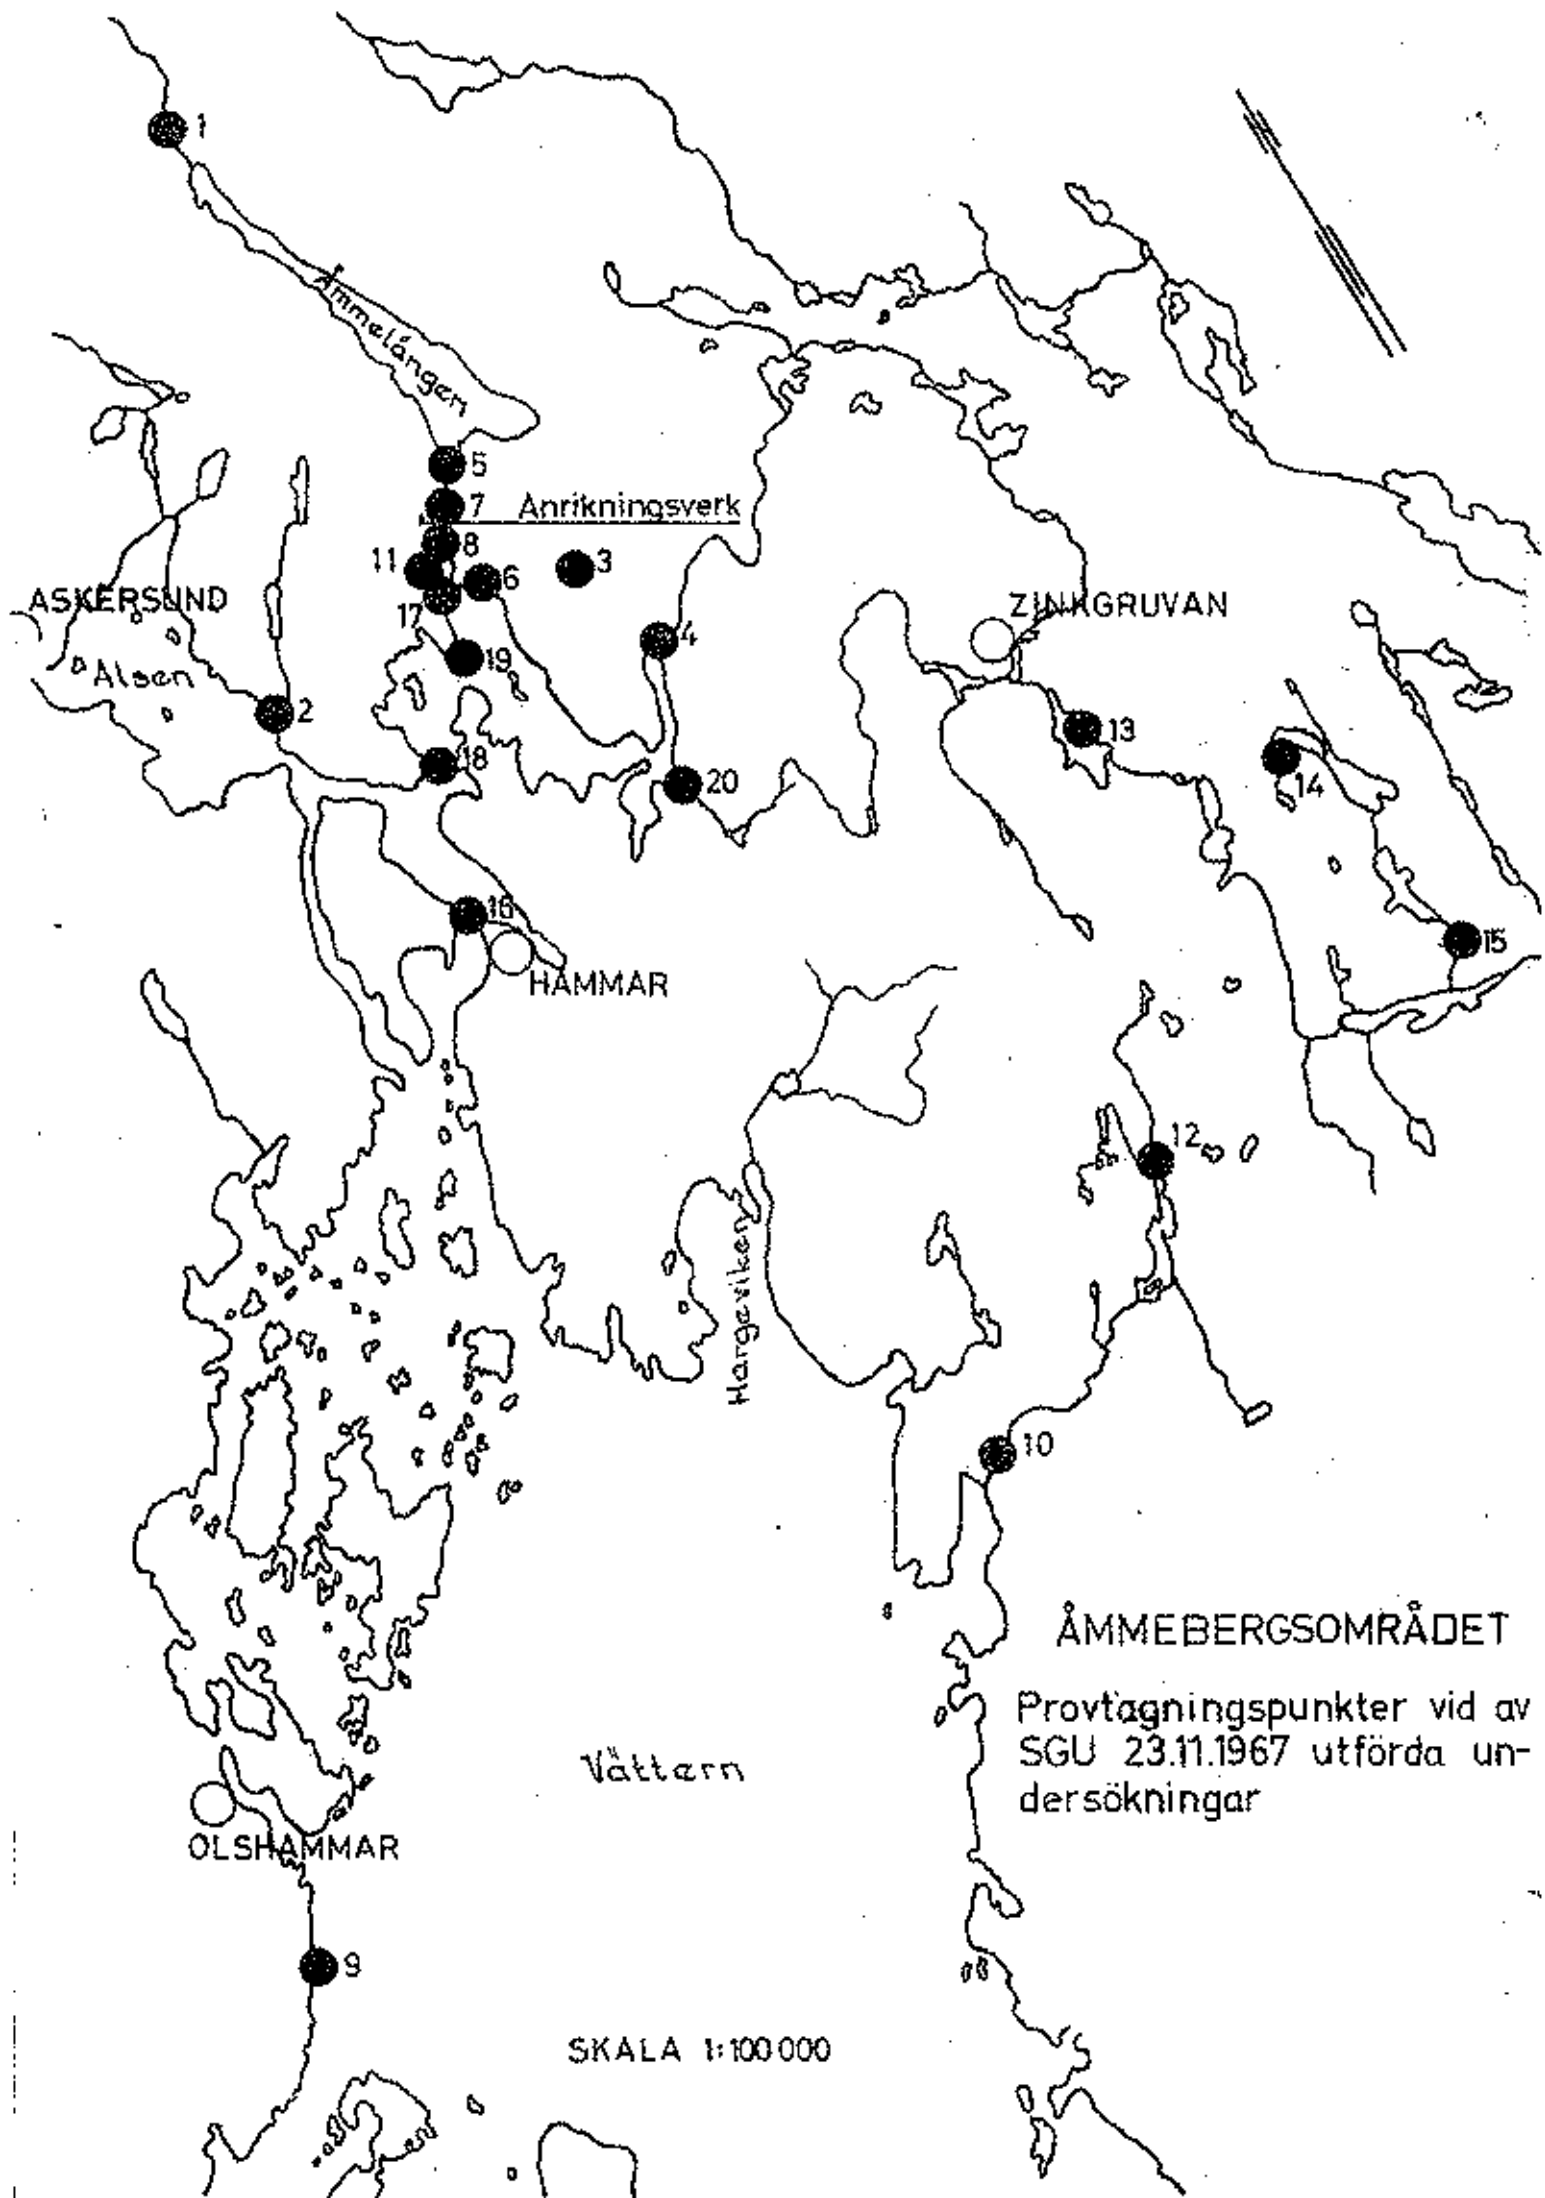 1
Åmmelången
5
7
Anrikningsverk
8
11
6
3
ASKERSUND
17
4
ZINKGRUVAN
19
Alsen
2
13
18
14
20
16
15
HAMMAR
12
Hargeviken
10
ÅMMEBERGSOMRÅDET
Provtagningspunkter vid av
SGU 23.11.1967 utförda un-
dersökningar
Vättern
OLSHAMMAR
9
SKALA 1:100000